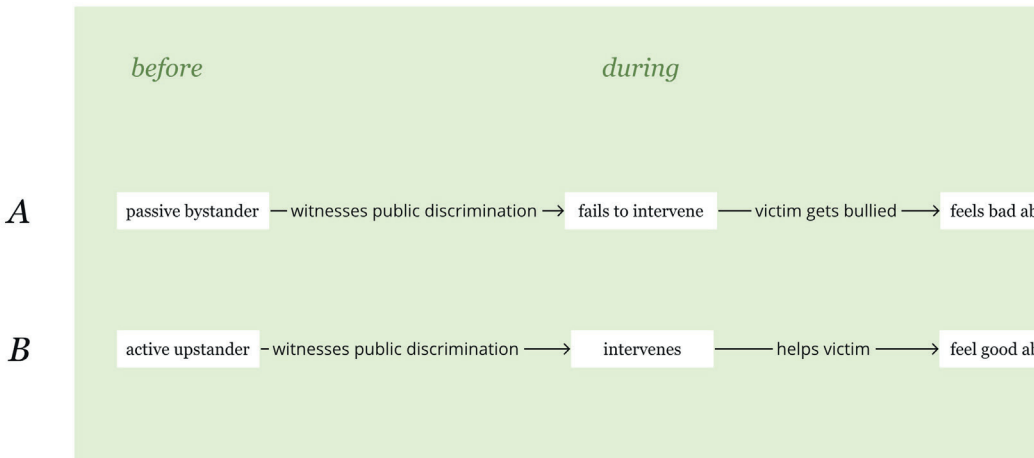 before during
A passive bystander witnesses public discrimination fails to intervene victim gets bullied feels bad
B active upstander witnesses public discrimination intervenes helps victim feel good